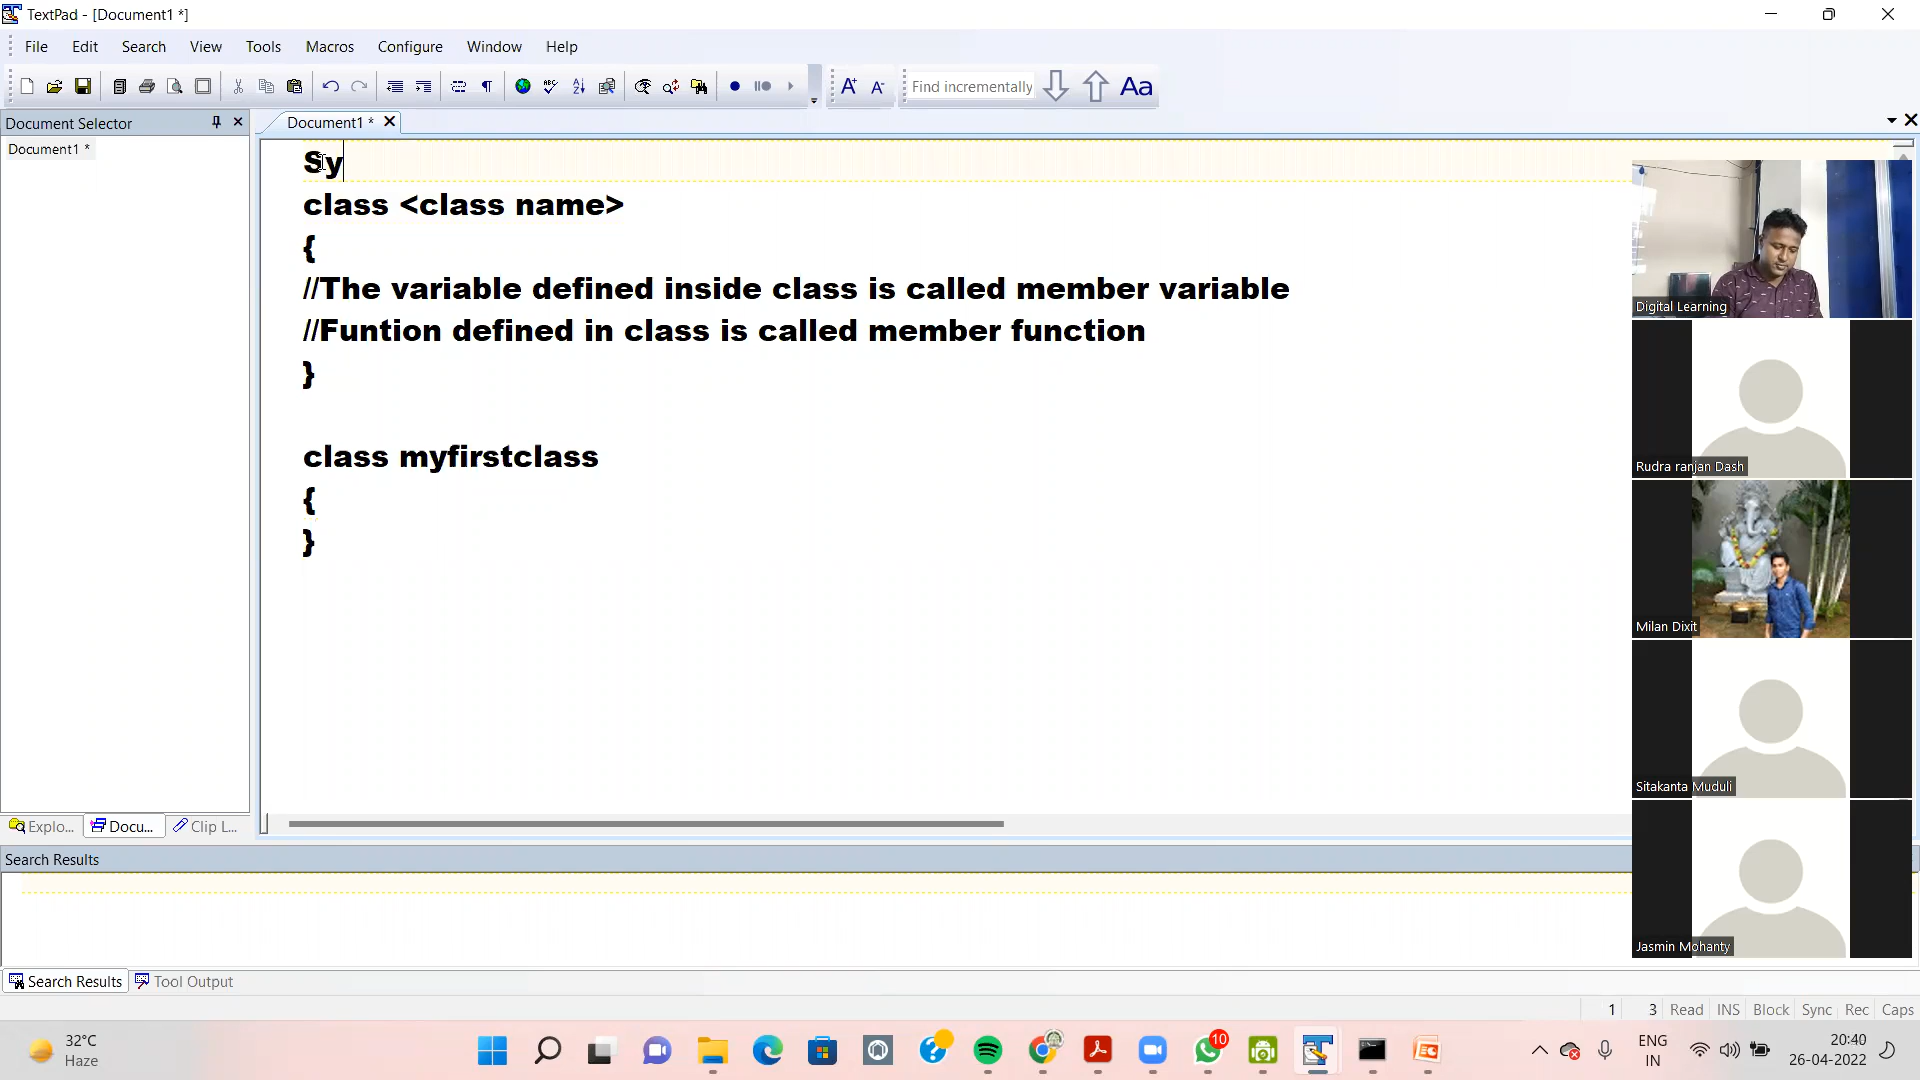 TextPad - [Document1 *]
File Edit Search View Tools Macros Configure Window Help
Find incrementally
Document Selector
Document1 *
Document1 *
Sy
class <class name>
{
//The variable defined inside class is called member variable
//Funtion defined in class is called member function
}
class myfirstclass
{
}
Digital Learning
Rudra ranjan Dash
Milan Dixit
Sitakanta Muduli
Jasmin Mohanty
Explo... Docu... Clip L...
Search Results
Search Results Tool Output
1 3 Read INS Block Sync Rec Caps
32°C
Haze
10
ENG
IN
20:40
26-04-2022